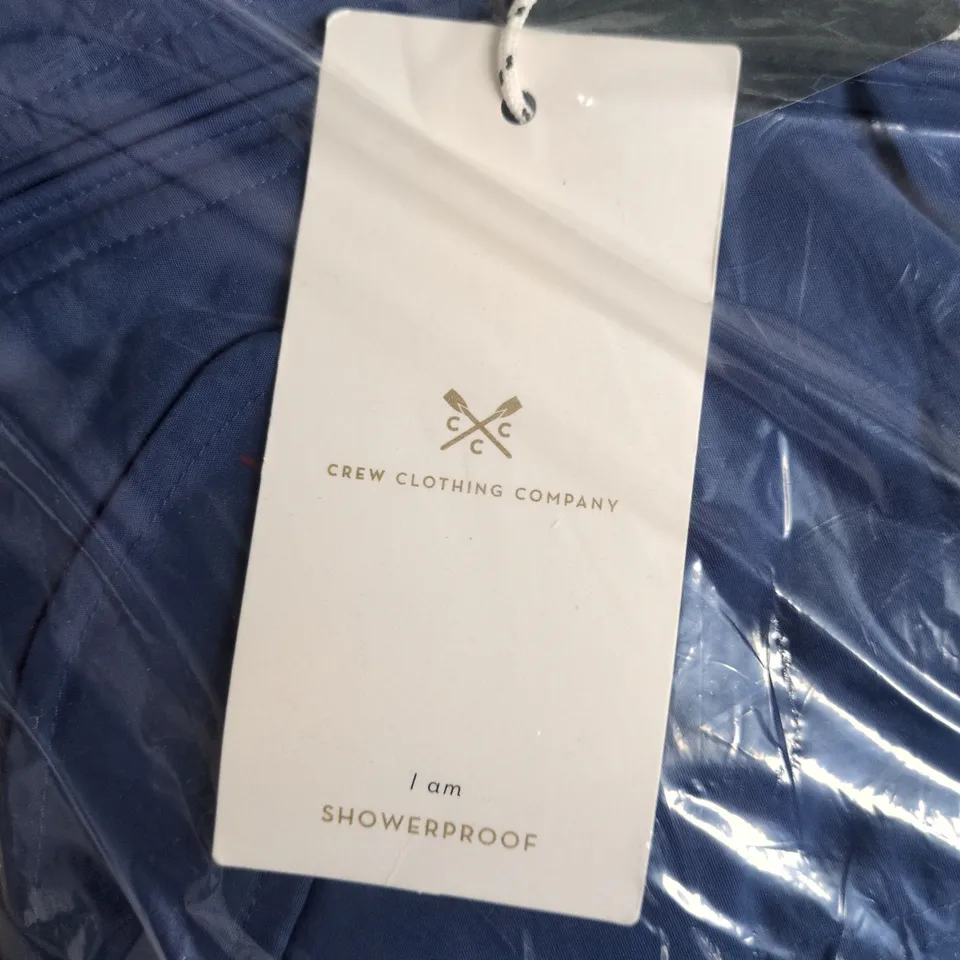 C C
C
CREW CLOTHING COMPANY
I am
SHOWERPROOF